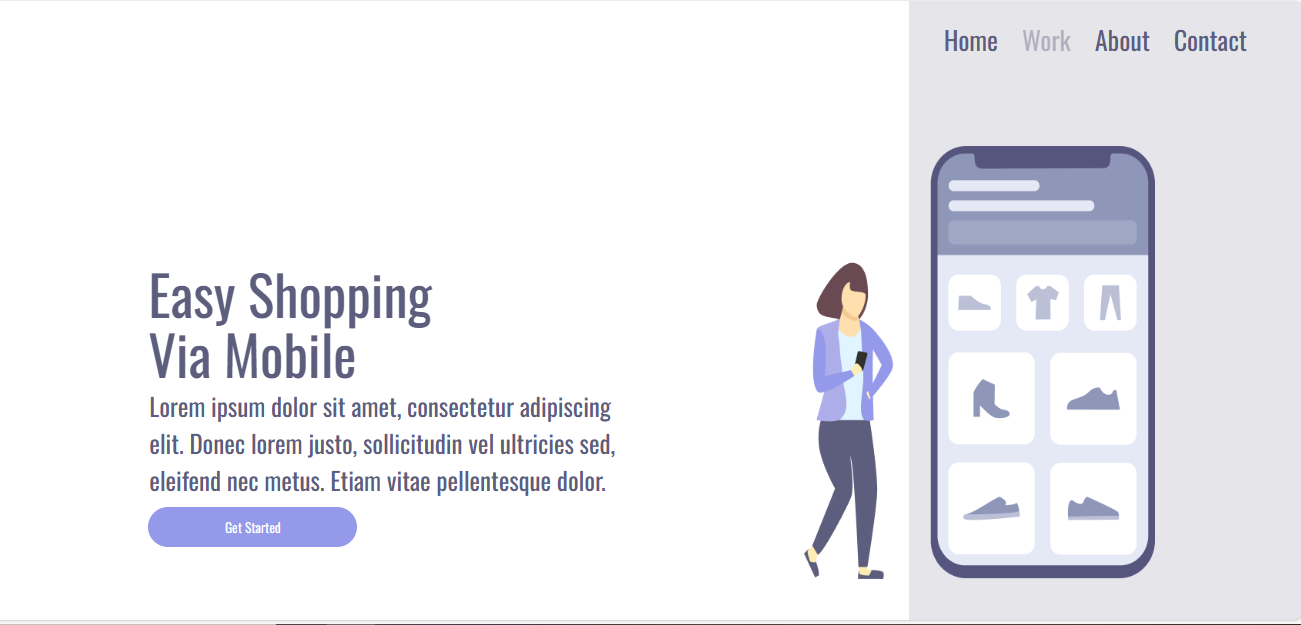 Home Work About Contact
Easy Shopping
Via Mobile
Lorem ipsum dolor sit amet, consectetur adipiscing
elit. Donec lorem justo, sollicitudin vel ultricies sed,
eleifend nec metus. Etiam vitae pellentesque dolor.
Get Started